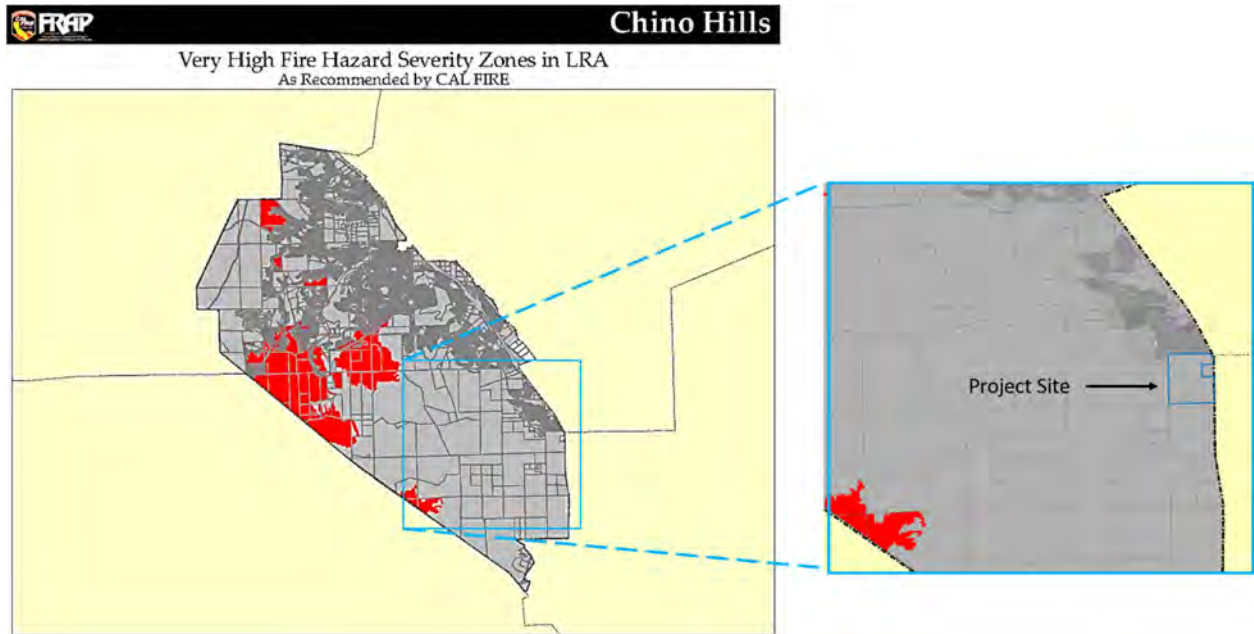 FRAP
Chino Hills
Very High Fire Hazard Severity Zones in LRA
As Recommended by CAL FIRE
Project Site